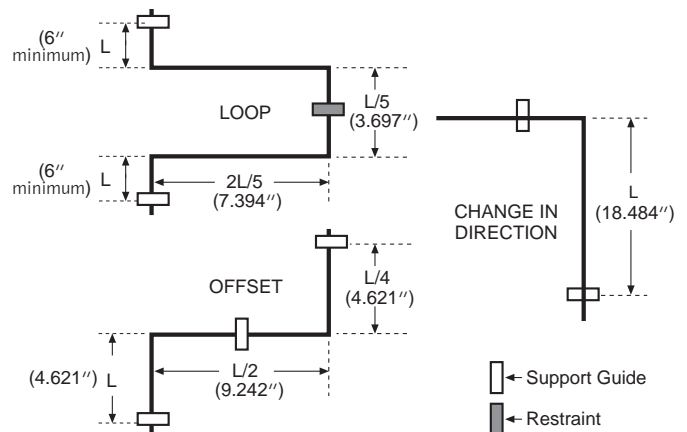 (6″
minimum) L
LOOP
L/5
(3.697″)
(6″
minimum) L
2L/5
(7.394″)
CHANGE IN
DIRECTION
L
(18.484″)
OFFSET
L/4
(4.621″)
(4.621″) L
L/2
(9.242″)
Support Guide
Restraint